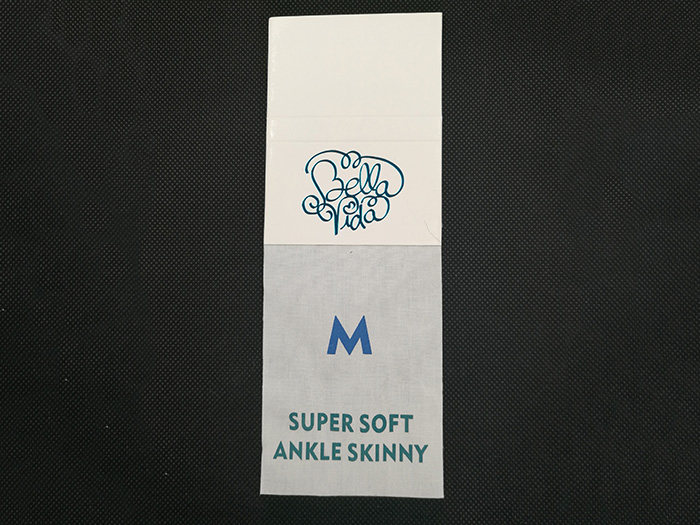 Bella
Vida
M
SUPER SOFT
ANKLE SKINNY